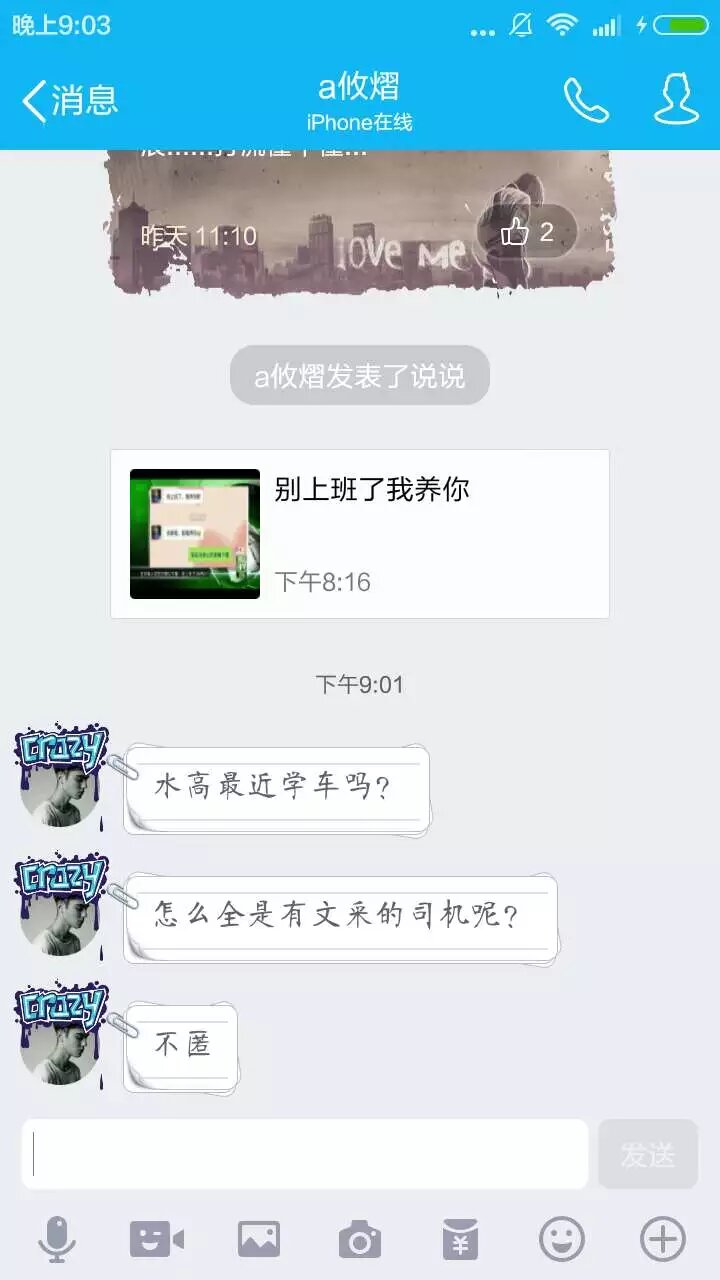 晚上9:03
消息
a攸熠
iPhone在线
昨天 11:10
love me
2
a攸熠发表了说说
别上班了我养你
下午8:16
下午9:01
crazy
水高最近学车吗?
crazy
怎么全是有文采的司机呢?
crazy
不匿
发送